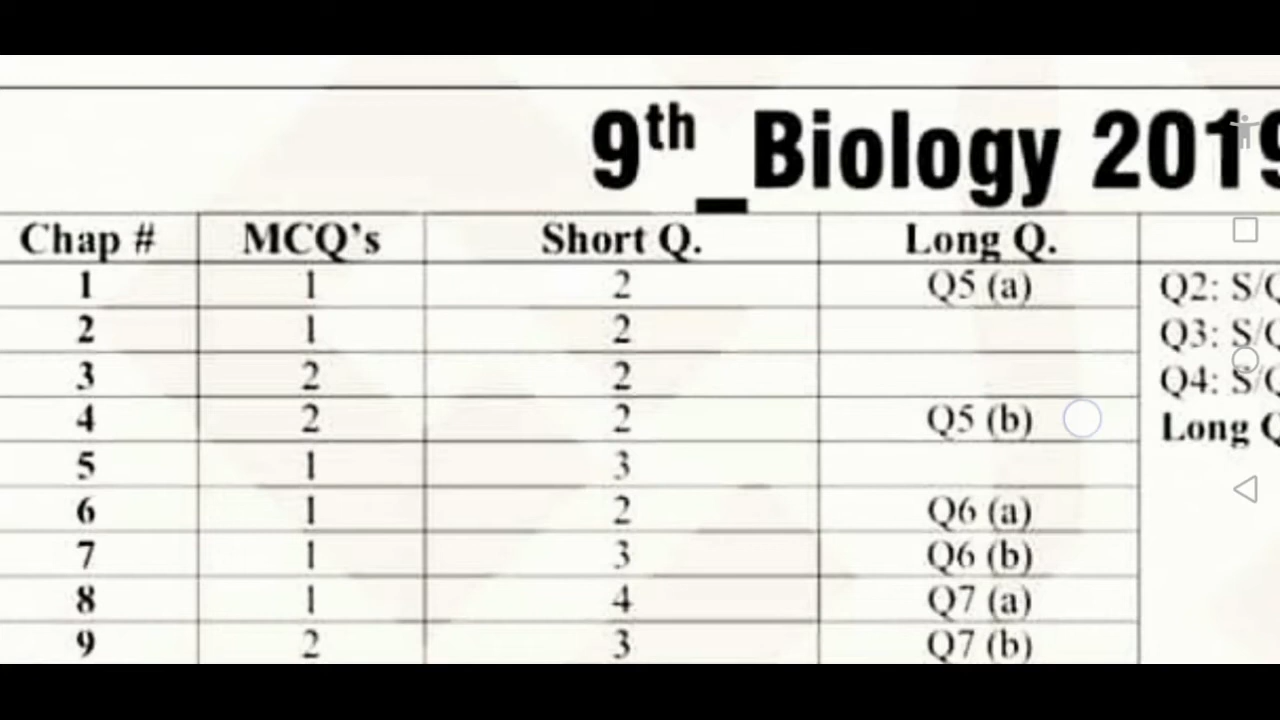 9th_Biology 2019
Chap # MCQ's Short Q. Long Q.
1 1 2 Q5 (a) Q2: S/Q
2 1 2 Q3: S/Q
3 2 2 Q4: S/Q
4 2 2 Q5 (b) Long Q
5 1 3
6 1 2 Q6 (a)
7 1 3 Q6 (b)
8 1 4 Q7 (a)
9 2 3 Q7 (b)